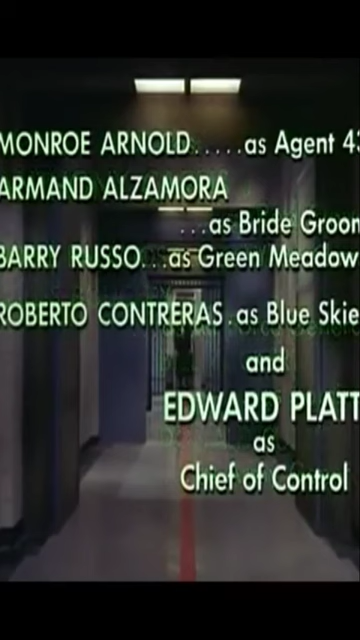 MONROE ARNOLD.....as Agent 43
ARMAND ALZAMORA
...as Bride Groom
BARRY RUSSO...as Green Meadow
ROBERTO CONTRERAS.as Blue Skie
and
EDWARD PLATT
as
Chief of Control